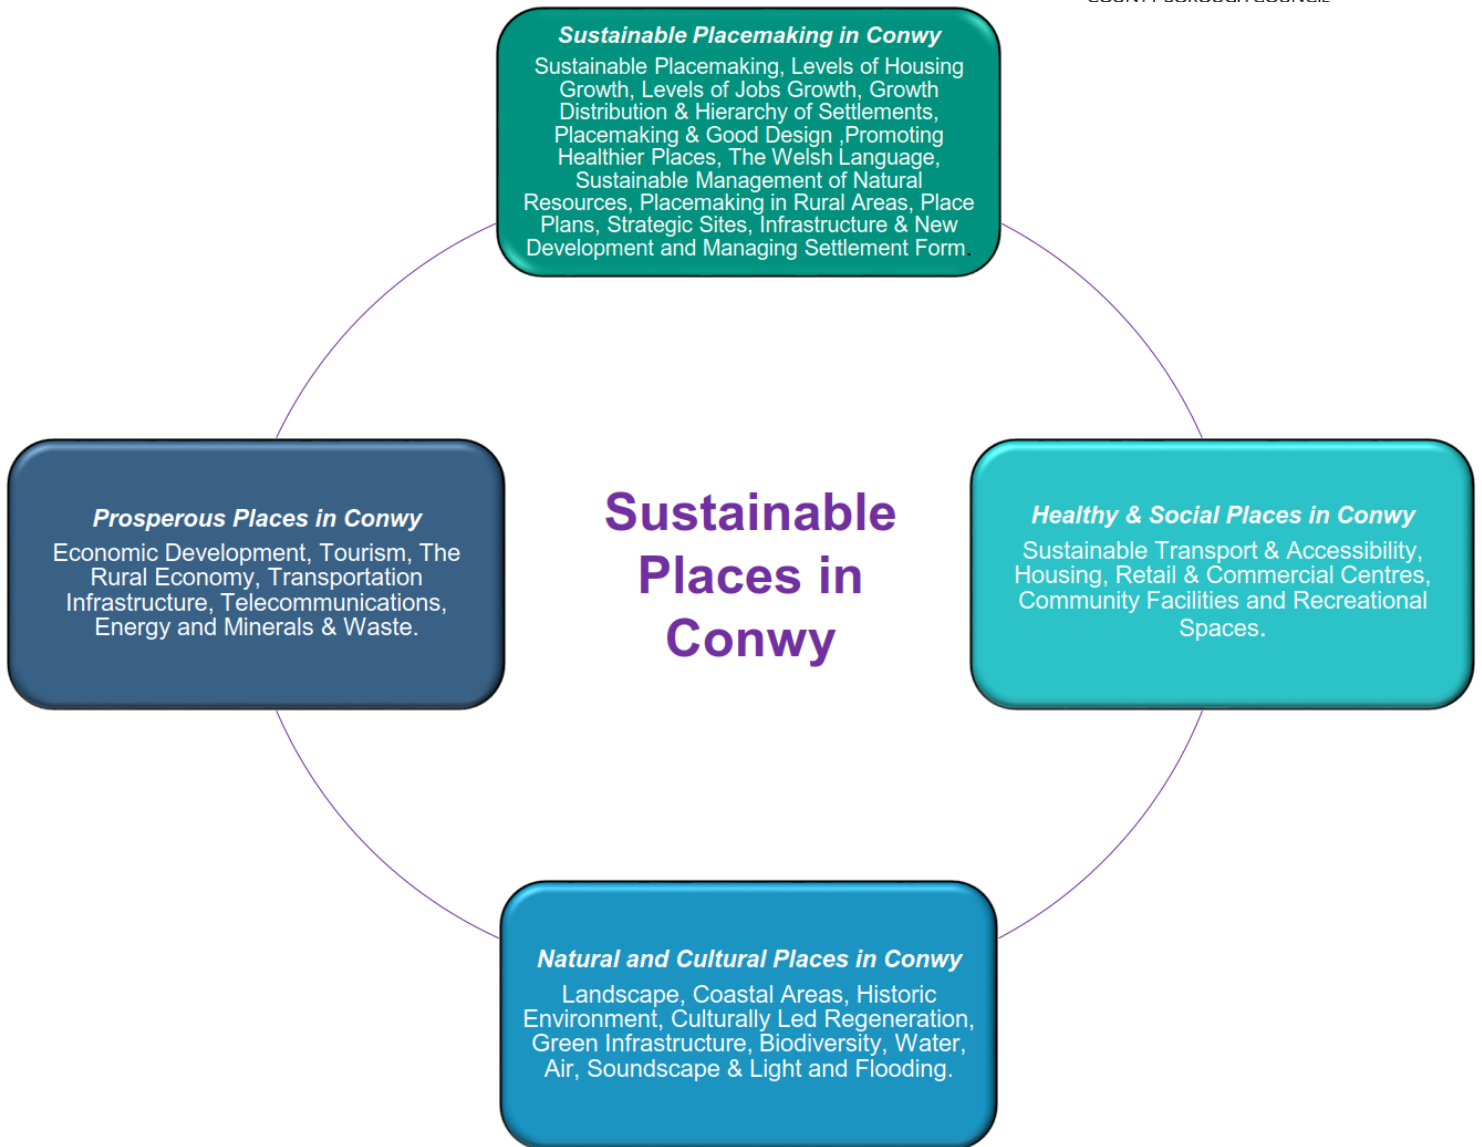 COUNTY BOROUGH COUNCIL
Sustainable Placemaking in Conwy
Sustainable Placemaking, Levels of Housing
Growth, Levels of Jobs Growth, Growth
Distribution & Hierarchy of Settlements,
Placemaking & Good Design ,Promoting
Healthier Places, The Welsh Language,
Sustainable Management of Natural
Resources, Placemaking in Rural Areas, Place
Plans, Strategic Sites, Infrastructure & New
Development and Managing Settlement Form.
Prosperous Places in Conwy
Economic Development, Tourism, The
Rural Economy, Transportation
Infrastructure, Telecommunications,
Energy and Minerals & Waste.
Sustainable
Places in
Conwy
Healthy & Social Places in Conwy
Sustainable Transport & Accessibility,
Housing, Retail & Commercial Centres,
Community Facilities and Recreational
Spaces.
Natural and Cultural Places in Conwy
Landscape, Coastal Areas, Historic
Environment, Culturally Led Regeneration,
Green Infrastructure, Biodiversity, Water,
Air, Soundscape & Light and Flooding.